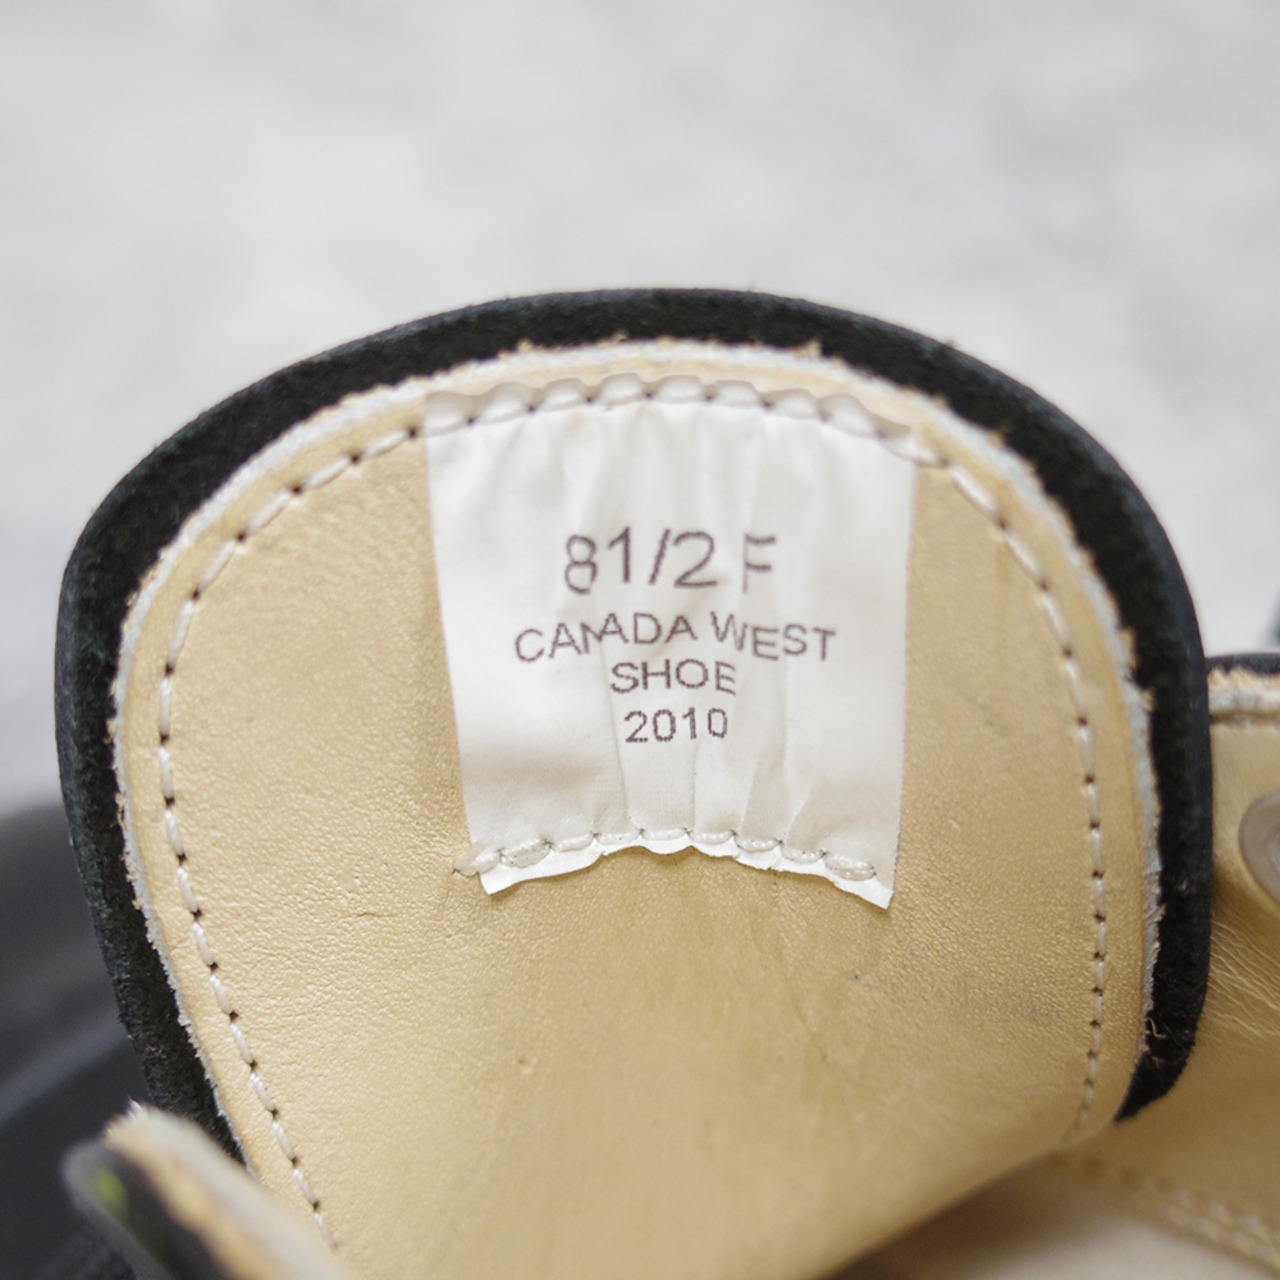 81/2 F
CANADA WEST
SHOE
2010